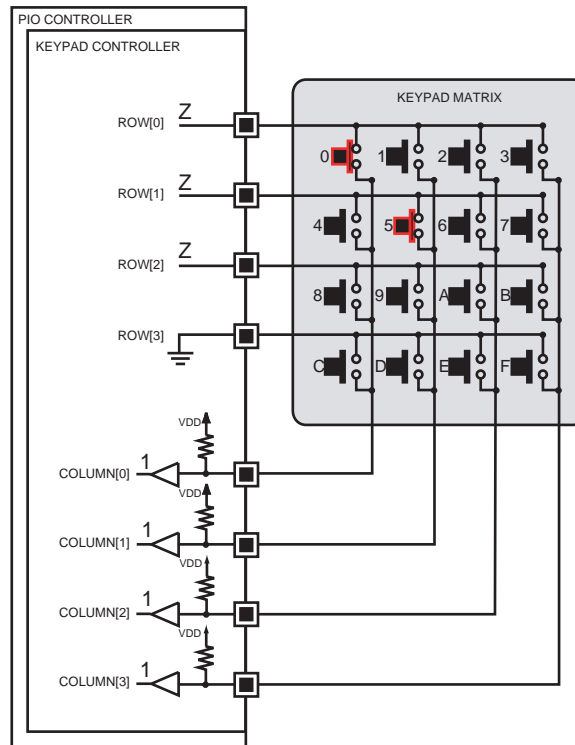 PIO CONTROLLER
KEYPAD CONTROLLER
KEYPAD MATRIX
ROW[0] Z
0 1 2 3
ROW[1] Z
4 5 6 7
ROW[2] Z
8 9 A B
ROW[3]
C D E F
VDD
COLUMN[0] 1
VDD
COLUMN[1] 1
VDD
COLUMN[2] 1
VDD
COLUMN[3] 1